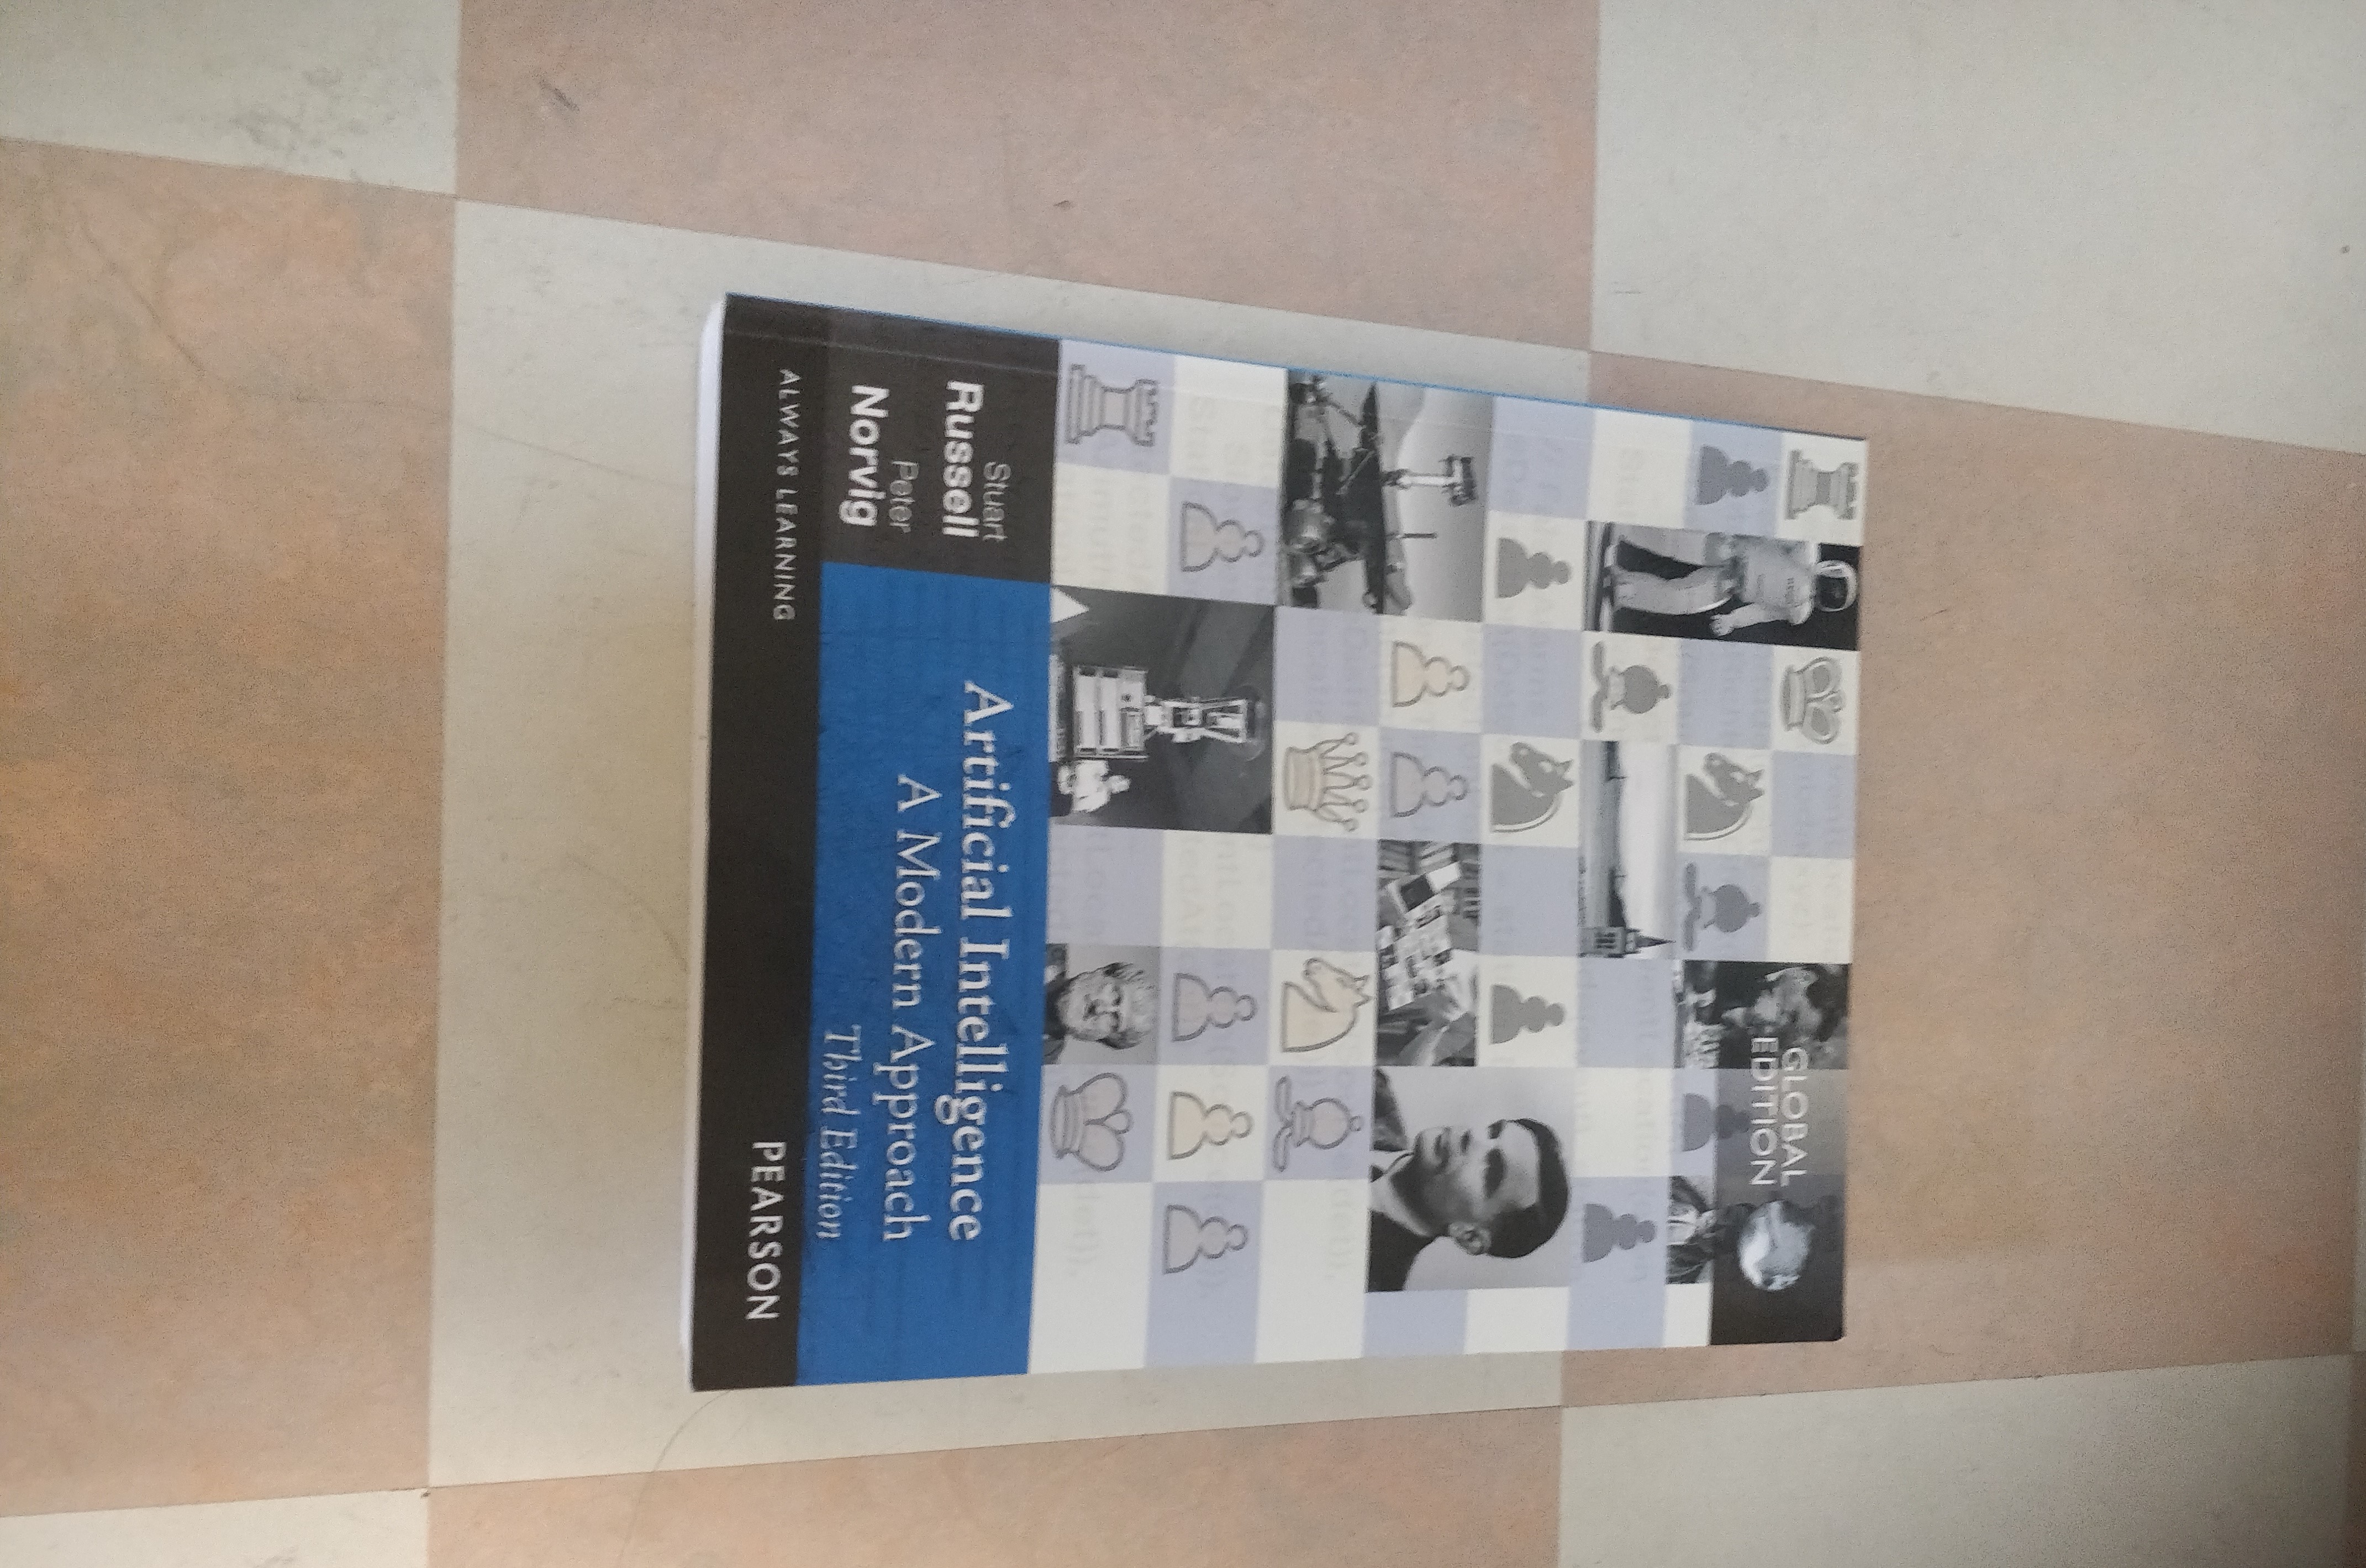 GLOBAL
EDITION
Artificial Intelligence
A Modern Approach
Third Edition
Stuart
Russell
Peter
Norvig
ALWAYS LEARNING
PEARSON